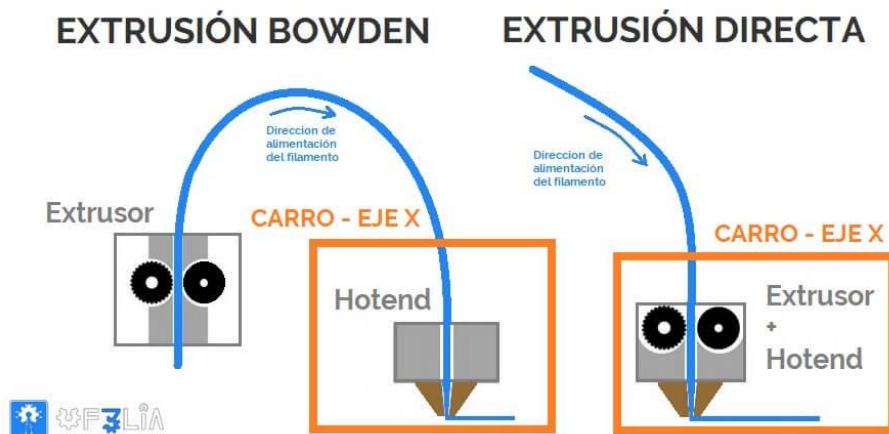 EXTRUSIÓN BOWDEN
Direccion de
alimentación
del filamento
Extrusor
CARRO - EJE X
Hotend
EXTRUSIÓN DIRECTA
Direccion de
alimentación
del filamento
CARRO - EJE X
Extrusor
+
Hotend